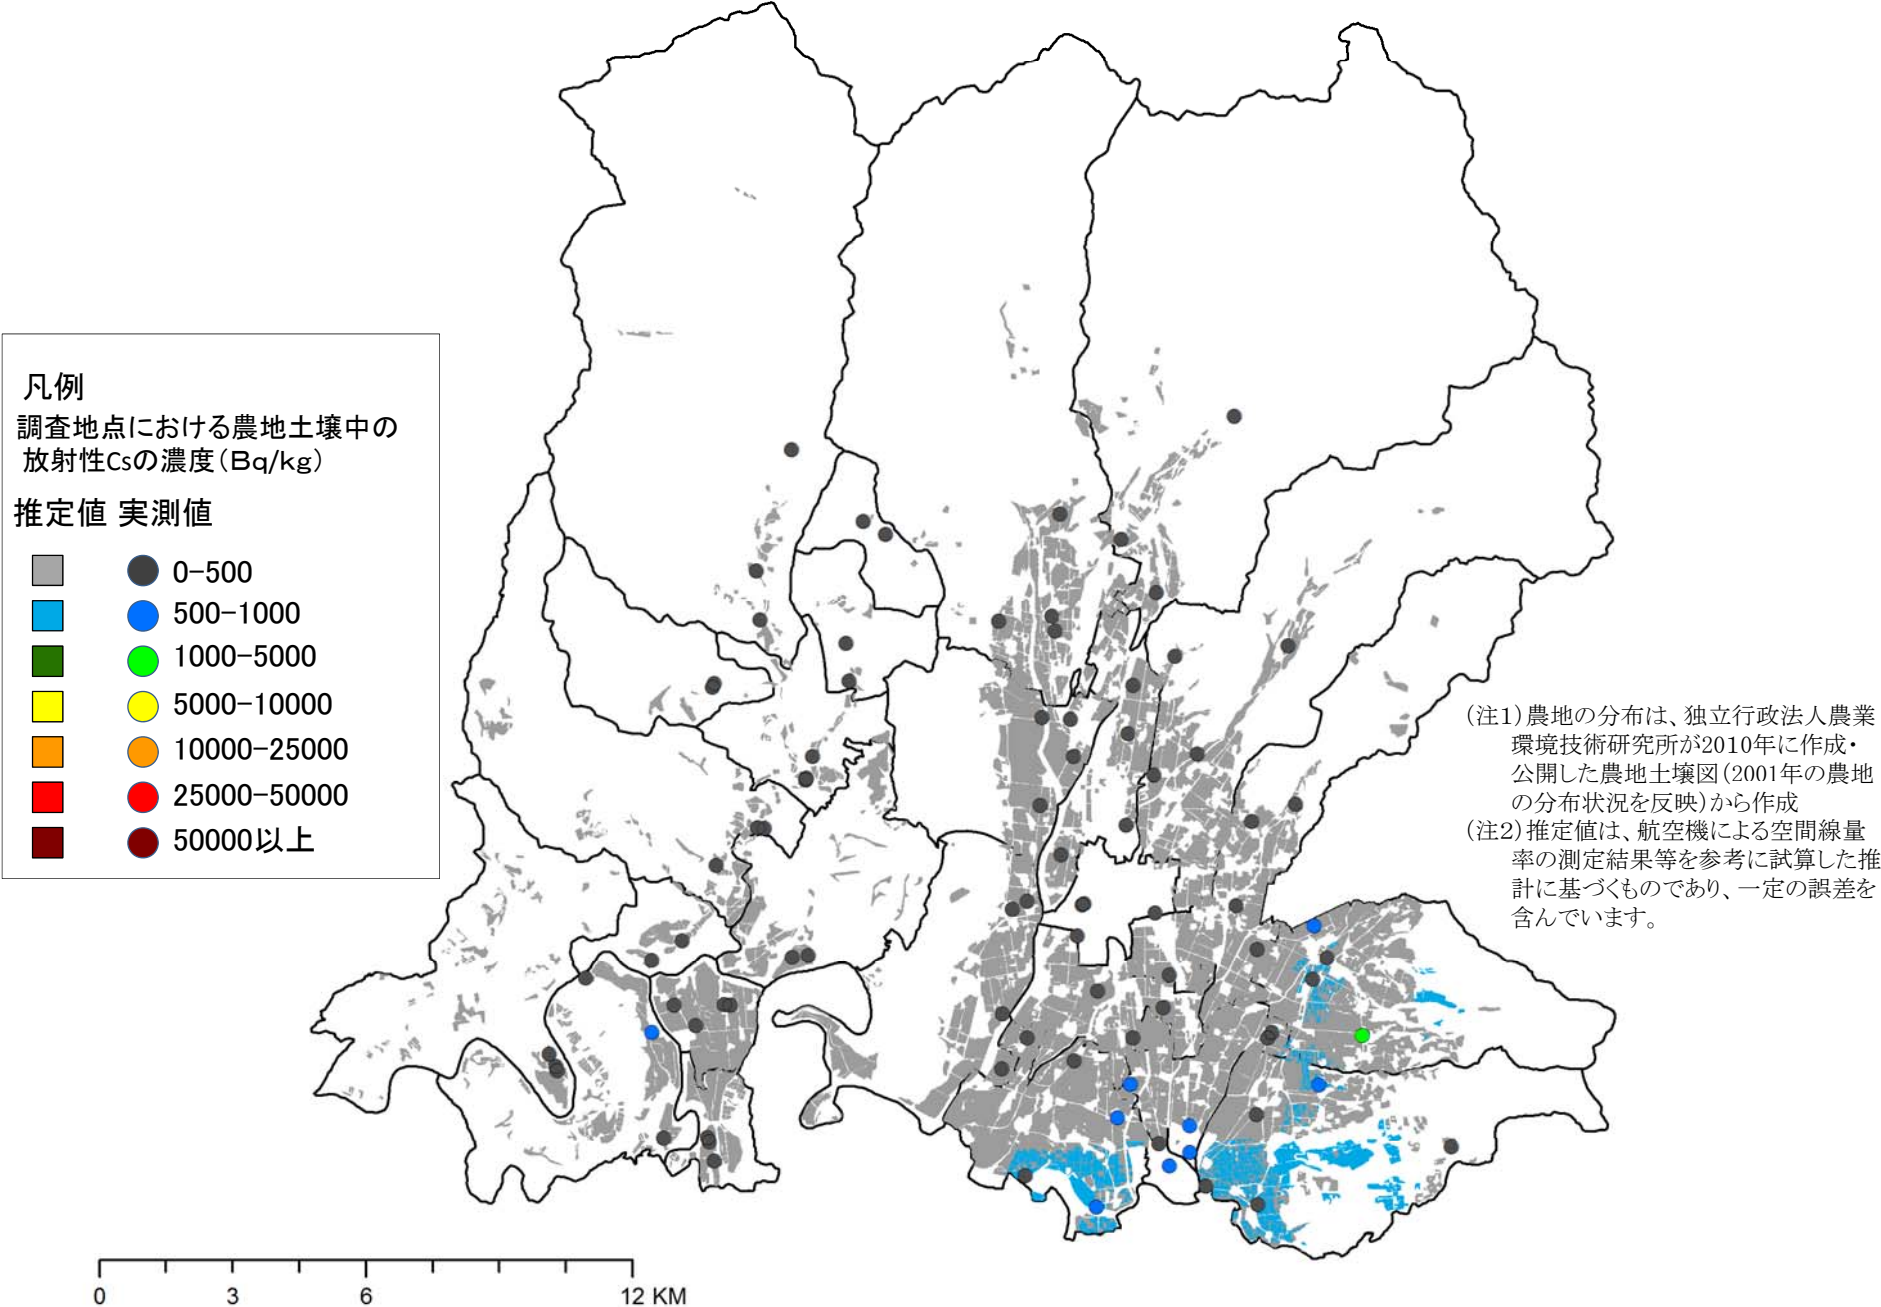 凡例
調査地点における農地土壌中の
放射性Csの濃度(Bq/kg)
推定値 実測値
0-500
500-1000
1000-5000
5000-10000
10000-25000
25000-50000
50000以上
(注1)農地の分布は、独立行政法人農業
環境技術研究所が2010年に作成・
公開した農地土壌図(2001年の農地
の分布状況を反映)から作成
(注2)推定値は、航空機による空間線量
率の測定結果等を参考に試算した推
計に基づくものであり、一定の誤差を
含んでいます。
0 3 6 12 KM